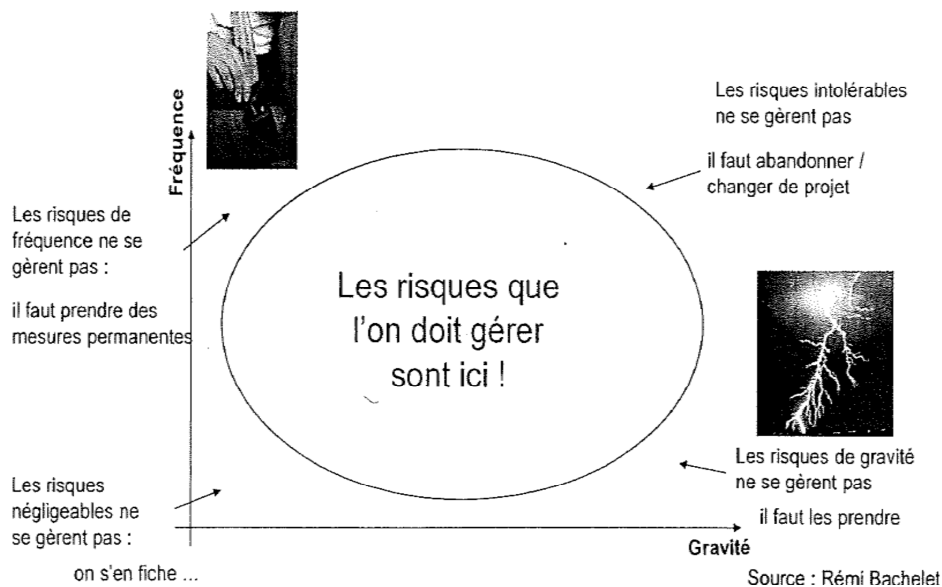 Fréquence
Les risques intolérables
ne se gèrent pas
il faut abandonner /
changer de projet
Les risques de
fréquence ne se
gèrent pas :
il faut prendre des
mesures permanentes
Les risques que
l'on doit gérer
sont ici !
Les risques de gravité
ne se gèrent pas
il faut les prendre
Les risques
négligeables ne
se gèrent pas :
on s'en fiche ...
Gravité
Source : Rémi Bachelet